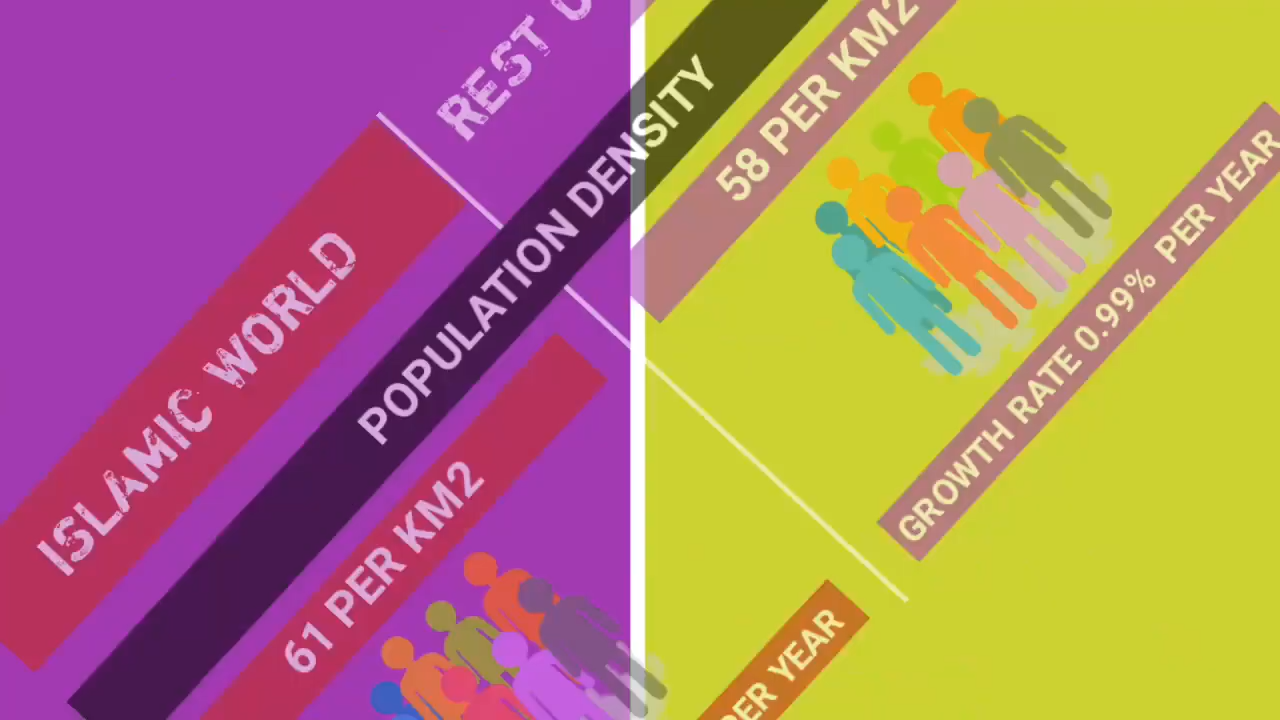 REST
ISLAMIC WORLD
POPULATION DENSITY
58 PER KM2
61 PER KM2
GROWTH RATE 0.99% PER YEAR
PER YEAR